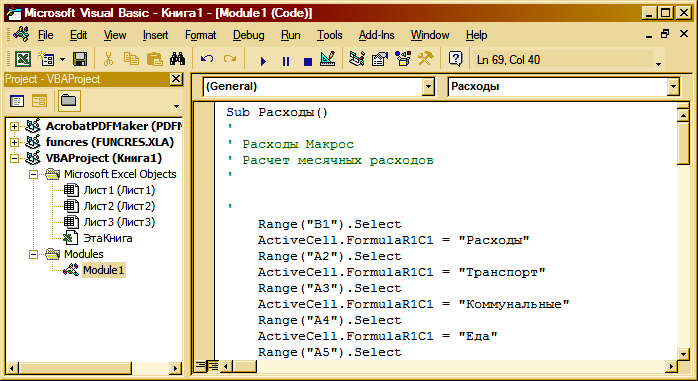 Microsoft Visual Basic - Книга1 - [Module1 (Code)]
File Edit View Insert Format Debug Run Tools Add-Ins Window Help
Ln 69, Col 40
Project - VBAProject
AcrobatPDFMaker (PDFM
funcres (FUNCRES.XLA)
VBAProject (Книга1)
Microsoft Excel Objects
Лист1 (Лист1)
Лист2 (Лист2)
Лист3 (Лист3)
ЭтаКнига
Modules
Module1
(General)
Расходы
Sub Расходы()
'
' Расходы Макрос
' Расчет месячных расходов
'
'
Range("B1").Select
ActiveCell.FormulaR1C1 = "Расходы"
Range("A2").Select
ActiveCell.FormulaR1C1 = "Транспорт"
Range("A3").Select
ActiveCell.FormulaR1C1 = "Коммунальные"
Range("A4").Select
ActiveCell.FormulaR1C1 = "Еда"
Range("A5").Select